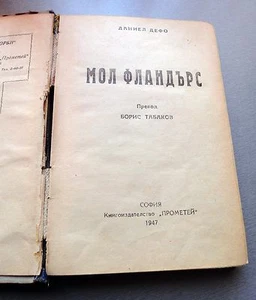 ДАНИЕЛ ДЕФО
МОЛ ФЛАНДЪРС
Превел
БОРИС ТАБАКОВ
СОФИЯ
Книгоиздателство „ПРОМЕТЕЙ“
1947